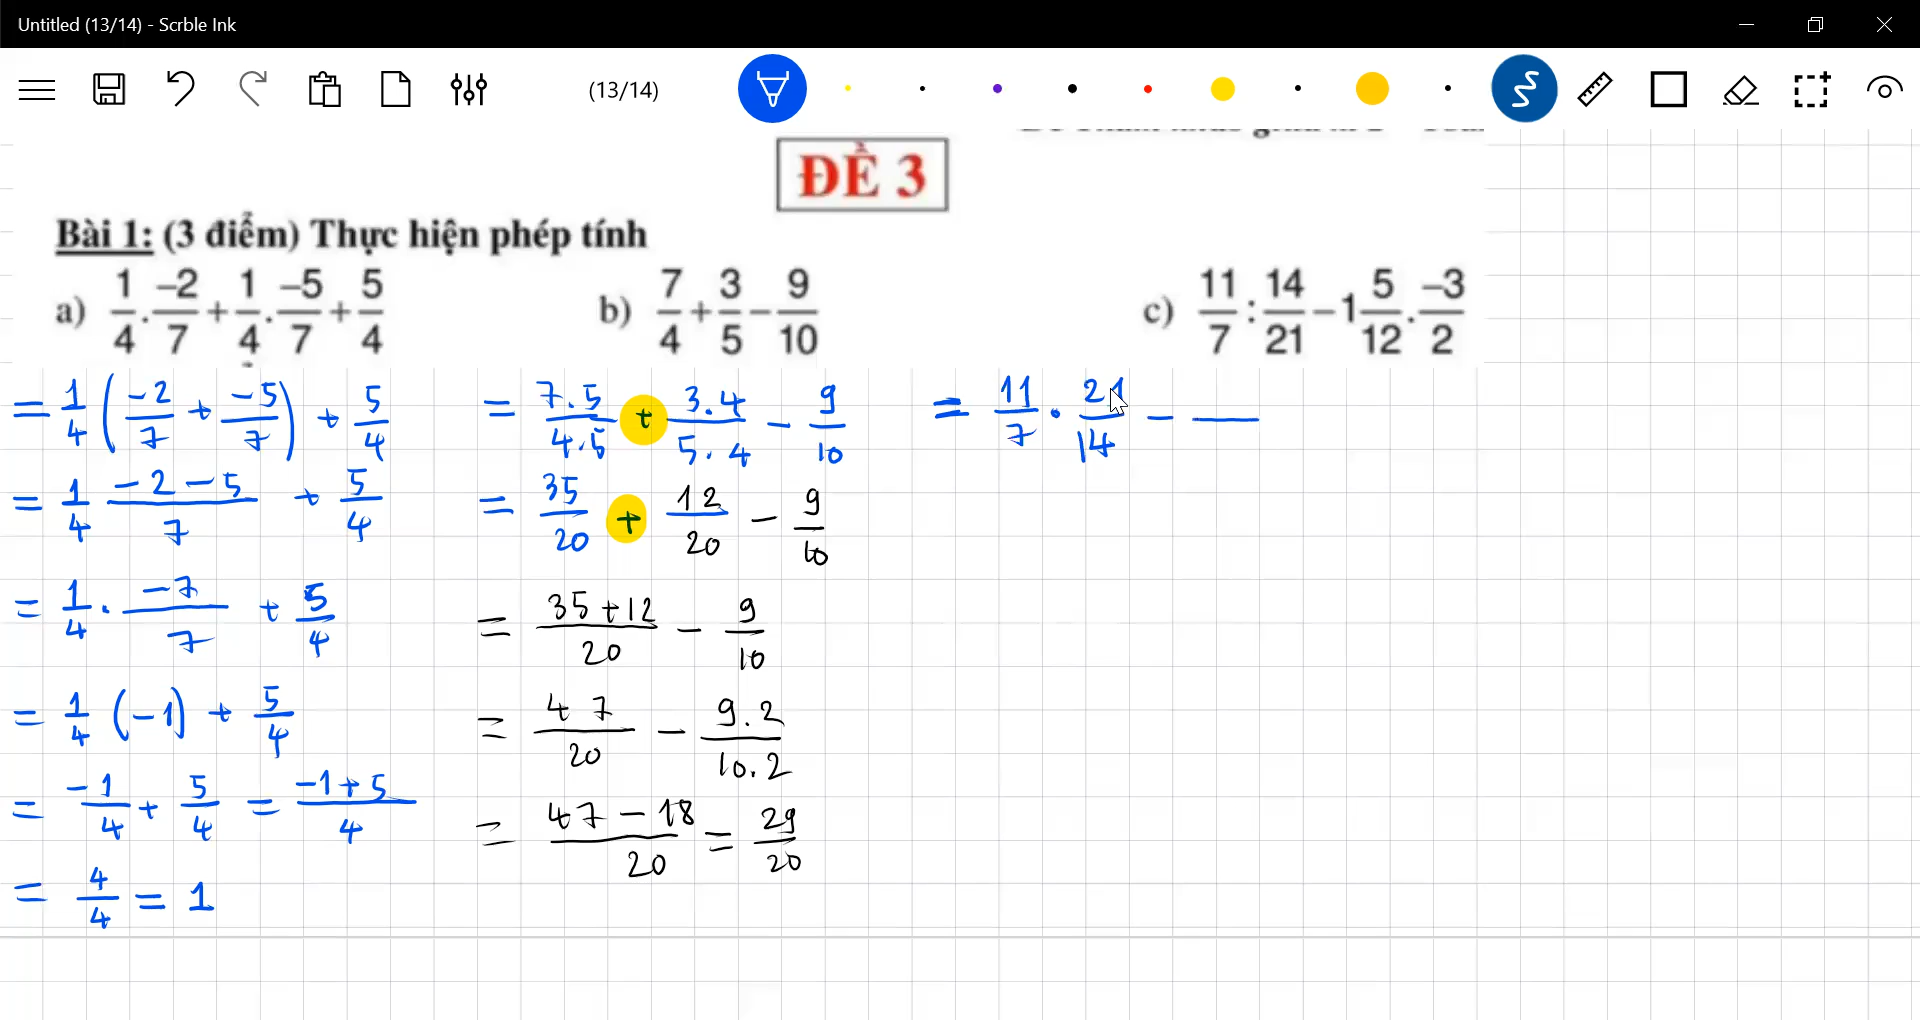 Untitled (13/14) - Scrble Ink
(13/14)
ĐỀ 3
Bài 1: (3 điểm) Thực hiện phép tính
a) 1/4 . -2/7 + 1/4 . -5/7 + 5/4
b) 7/4 + 3/5 - 9/10
c) 11/7 : 14/21 - 1 5/12 . -3/2
= 1/4 (-2/7 + -5/7) + 5/4
= 1/4 -2-5/7 + 5/4
= 1/4 . -7/7 + 5/4
= 1/4 (-1) + 5/4
= -1/4 + 5/4 = -1+5/4
= 4/4 = 1
= 7.5/4.5 + 3.4/5.4 - 9/10
= 35/20 + 12/20 - 9/10
= 35+12/20 - 9/10
= 47/20 - 9.2/10.2
= 47-18/20 = 29/20
= 11/7 . 21/14 -